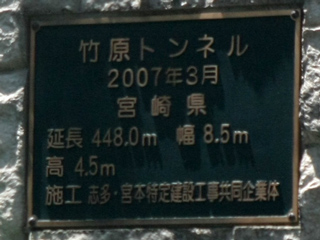 竹原トンネル
2007年3月
宮崎県
延長 448.0m 幅 8.5m
高 4.5m
施工 志多・宮本特定建設工事共同企業体